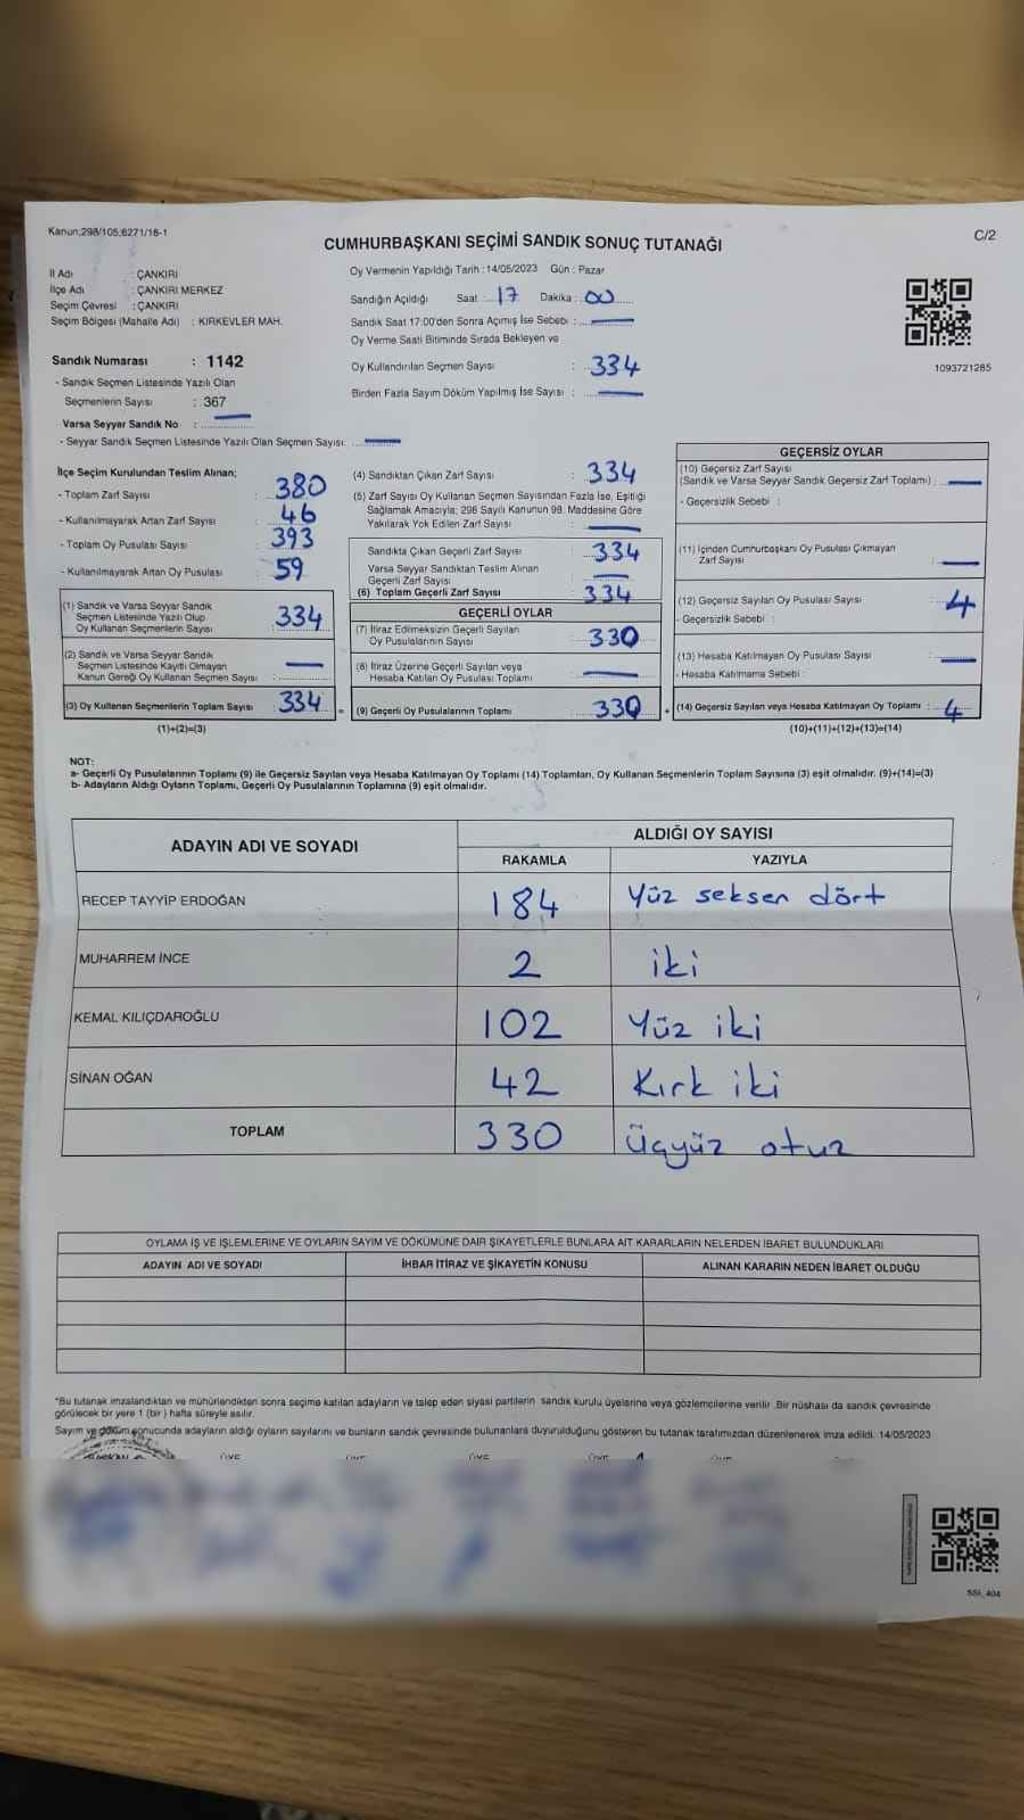 Kanun;298/105,6271/16-1
C/2
CUMHURBAŞKANI SEÇİMİ SANDIK SONUÇ TUTANAĞI
İl Adı : ÇANKIRI
İlçe Adı : ÇANKIRI MERKEZ
Seçim Çevresi : ÇANKIRI
Seçim Bölgesi (Mahalle Adı) : KIRKEVLER MAH.
Oy Vermenin Yapıldığı Tarih : 14/05/2023 Gün : Pazar
Sandığın Açıldığı Saat : 17 Dakika : 00
Sandık Saat 17:00'den Sonra Açımış İse Sebebi : —
Oy Verme Saati Bitiminde Sırada Bekleyen ve
Oy Kullandırılan Seçmen Sayısı : 334
Birden Fazla Sayım Döküm Yapılmış İse Sayısı : —
1093721285
Sandık Numarası : 1142
- Sandık Seçmen Listesinde Yazılı Olan
Seçmenlerin Sayısı : 367
Varsa Seyyar Sandık No : —
- Seyyar Sandık Seçmen Listesinde Yazılı Olan Seçmen Sayısı: —
İlçe Seçim Kurulundan Teslim Alınan;
- Toplam Zarf Sayısı : 380
- Kullanılmayarak Artan Zarf Sayısı : 46
- Toplam Oy Pusulası Sayısı : 393
- Kullanılmayarak Artan Oy Pusulası : 59
(1) Sandık ve Varsa Seyyar Sandık
Seçmen Listesinde Yazılı Olup
Oy Kullanan Seçmenlerin Sayısı : 334
(2) Sandık ve Varsa Seyyar Sandık
Seçmen Listesinde Kayıtlı Olmayan
Kanun Gereği Oy Kullanan Seçmen Sayısı : —
(3) Oy Kullanan Seçmenlerin Toplam Sayısı : 334
(1)+(2)=(3)
(4) Sandıktan Çıkan Zarf Sayısı : 334
(5) Zarf Sayısı Oy Kullanan Seçmen Sayısından Fazla İse, Eşitliği
Sağlamak Amacıyla; 298 Sayılı Kanunun 98. Maddesine Göre
Yakılarak Yok Edilen Zarf Sayısı : —
Sandıkta Çıkan Geçerli Zarf Sayısı : 334
Varsa Seyyar Sandıktan Teslim Alınan
Geçerli Zarf Sayısı : —
(6) Toplam Geçerli Zarf Sayısı : 334
GEÇERLİ OYLAR
(7) İtiraz Edilmeksizin Geçerli Sayılan
Oy Pusulalarının Sayısı : 330
(8) İtiraz Üzerine Geçerli Sayılan veya
Hesaba Katılan Oy Pusulası Toplamı : —
= (9) Geçerli Oy Pusulalarının Toplamı : 330
GEÇERSİZ OYLAR
(10) Geçersiz Zarf Sayısı
(Sandık ve Varsa Seyyar Sandık Geçersiz Zarf Toplamı) : —
- Geçersizlik Sebebi :
(11) İçinden Cumhurbaşkanı Oy Pusulası Çıkmayan
Zarf Sayısı : —
(12) Geçersiz Sayılan Oy Pusulası Sayısı : 4
- Geçersizlik Sebebi :
(13) Hesaba Katılmayan Oy Pusulası Sayısı : —
- Hesaba Katılmama Sebebi :
+ (14) Geçersiz Sayılan veya Hesaba Katılmayan Oy Toplamı : 4
(10)+(11)+(12)+(13)=(14)
NOT:
a- Geçerli Oy Pusulalarının Toplamı (9) ile Geçersiz Sayılan veya Hesaba Katılmayan Oy Toplamı (14) Toplamları, Oy Kullanan Seçmenlerin Toplam Sayısına (3) eşit olmalıdır. (9)+(14)=(3)
b- Adayların Aldığı Oyların Toplamı, Geçerli Oy Pusulalarının Toplamına (9) eşit olmalıdır.
ADAYIN ADI VE SOYADI ALDIĞI OY SAYISI
RAKAMLA YAZIYLA
RECEP TAYYİP ERDOĞAN 184 Yüz seksen dört
MUHARREM İNCE 2 iki
KEMAL KILIÇDAROĞLU 102 Yüz iki
SİNAN OĞAN 42 Kırk iki
TOPLAM 330 Üçyüz otuz
OYLAMA İŞ VE İŞLEMLERİNE VE OYLARIN SAYIM VE DÖKÜMÜNE DAİR ŞİKAYETLERLE BUNLARA AİT KARARLARIN NELERDEN İBARET BULUNDUKLARI
ADAYIN ADI VE SOYADI İHBAR İTİRAZ VE ŞİKAYETİN KONUSU ALINAN KARARIN NEDEN İBARET OLDUĞU
*Bu tutanak imzalandıktan ve mühürlendikten sonra seçime katılan adayların ve talep eden siyasi partilerin sandık kurulu üyelerine veya gözlemcilerine verilir. Bir nüshası da sandık çevresinde
görülecek bir yere 1 (bir) hafta süreyle asılır.
Sayım ve döküm sonucunda adayların aldığı oyların sayılarını ve bunların sandık çevresinde bulunanlara duyurulduğunu gösteren bu tutanak tarafımızdan düzenlenerek imza edildi. 14/05/2023
SSI_404